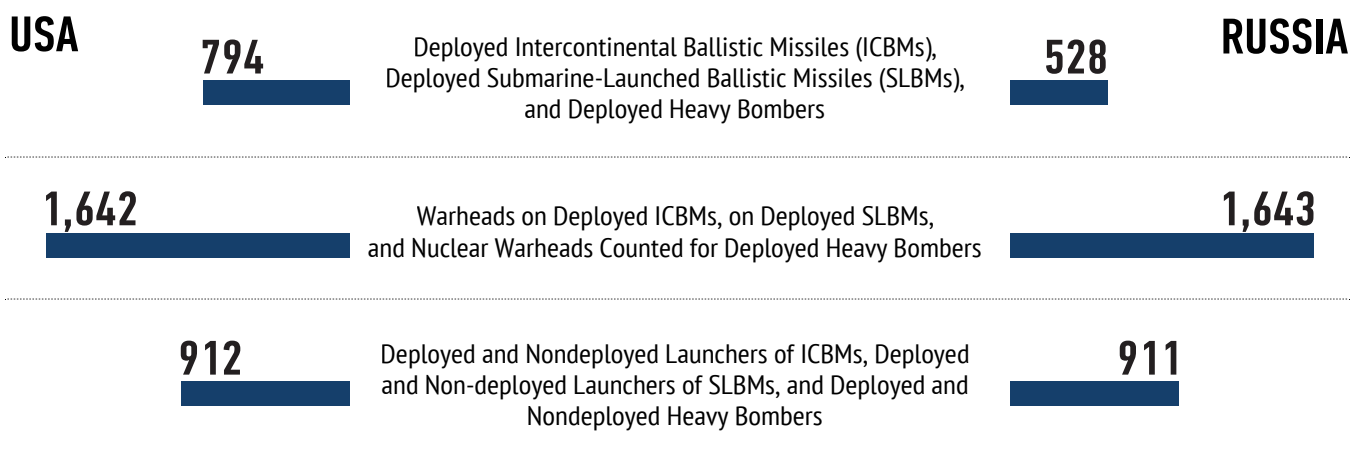 USA
RUSSIA
794
Deployed Intercontinental Ballistic Missiles (ICBMs),
Deployed Submarine-Launched Ballistic Missiles (SLBMs),
and Deployed Heavy Bombers
528
1,642
Warheads on Deployed ICBMs, on Deployed SLBMs,
and Nuclear Warheads Counted for Deployed Heavy Bombers
1,643
912
Deployed and Nondeployed Launchers of ICBMs, Deployed
and Non-deployed Launchers of SLBMs, and Deployed and
Nondeployed Heavy Bombers
911